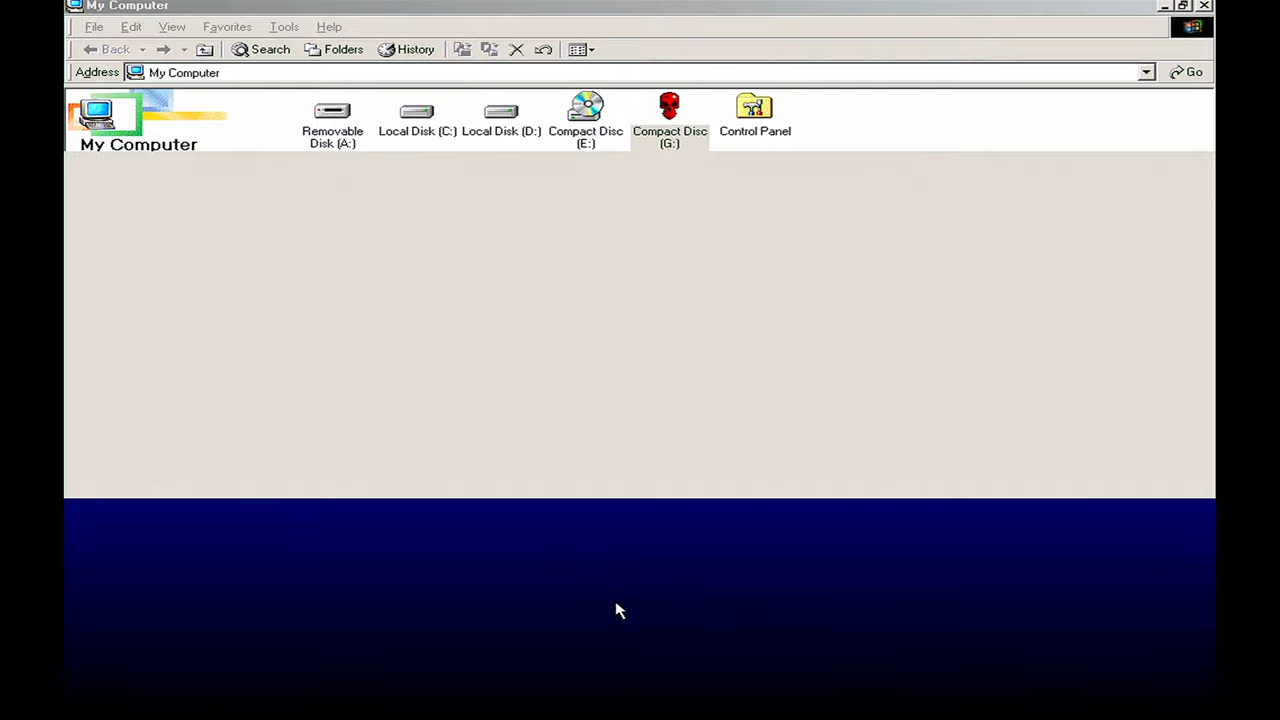 My Computer
File Edit View Favorites Tools Help
Back Search Folders History
Address My Computer Go
Removable Local Disk (C:) Local Disk (D:) Compact Disc Compact Disc Control Panel
Disk (A:) (E:) (G:)
My Computer